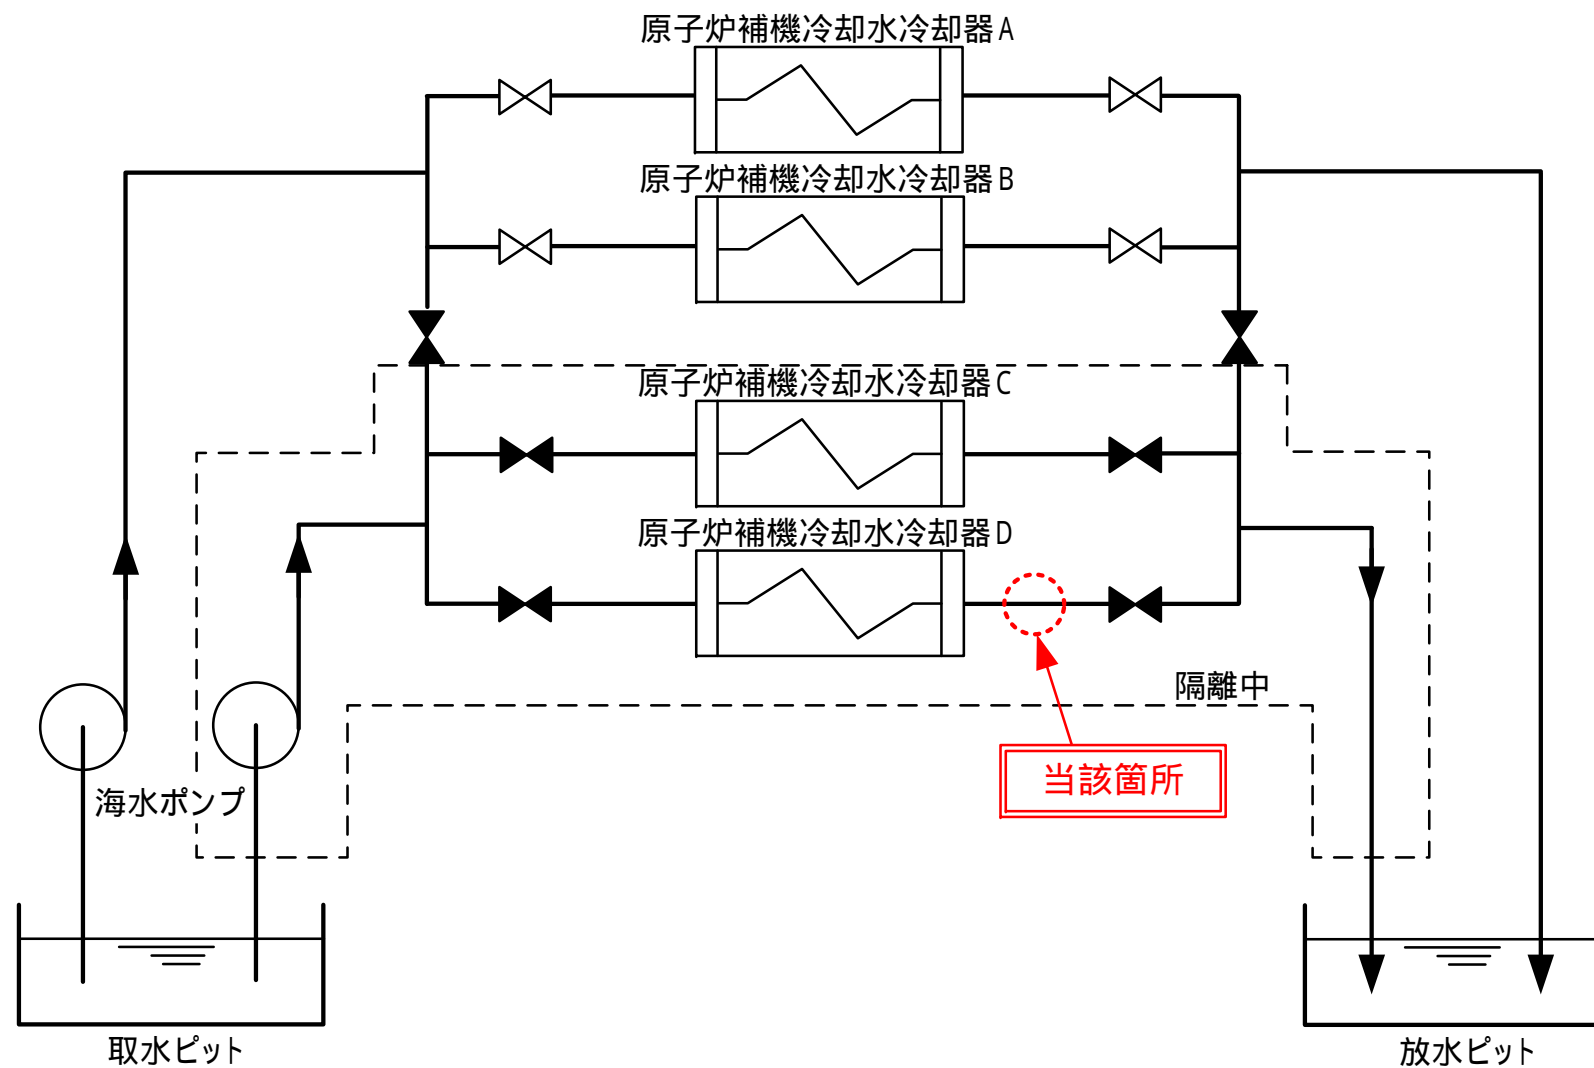 原子炉補機冷却水冷却器A
原子炉補機冷却水冷却器B
原子炉補機冷却水冷却器C
原子炉補機冷却水冷却器D
隔離中
当該箇所
海水ポンプ
取水ピット
放水ピット